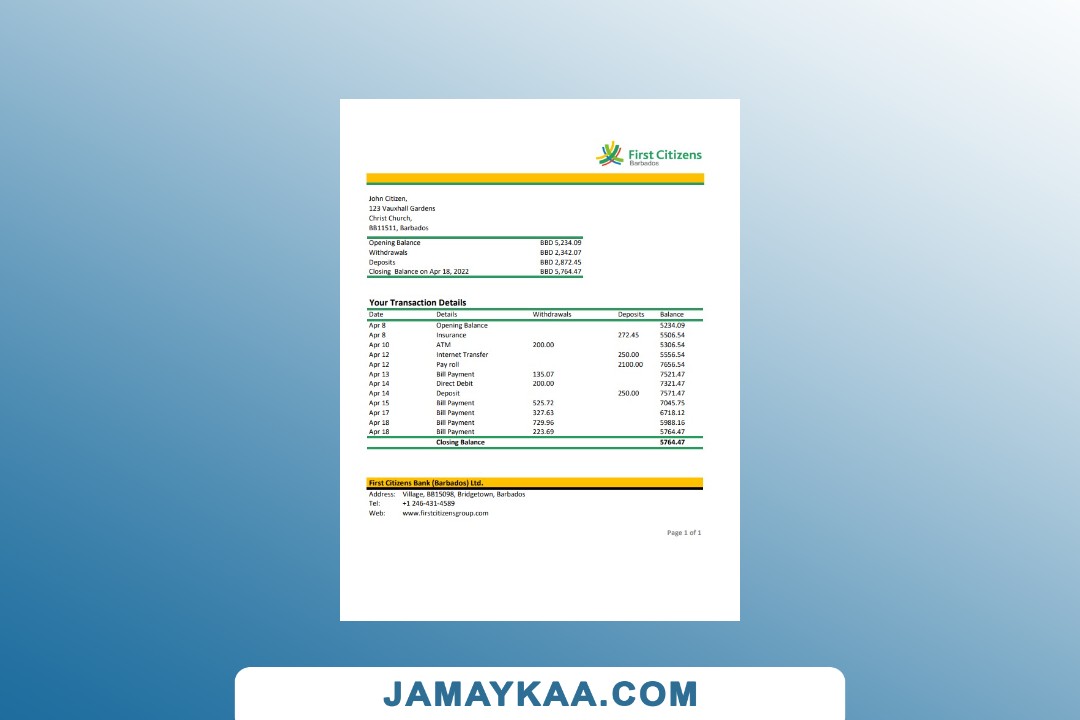 First Citizens
Barbados
John Citizen,
123 Vauxhall Gardens
Christ Church,
BB11511, Barbados
Opening Balance BBD 5,234.09
Withdrawals BBD 2,342.07
Deposits BBD 2,872.45
Closing Balance on Apr 18, 2022 BBD 5,764.47
Your Transaction Details
Date Details Withdrawals Deposits Balance
Apr 8 Opening Balance 5234.09
Apr 8 Insurance 272.45 5506.54
Apr 10 ATM 200.00 5306.54
Apr 12 Internet Transfer 250.00 5556.54
Apr 12 Pay roll 2100.00 7656.54
Apr 13 Bill Payment 135.07 7521.47
Apr 14 Direct Debit 200.00 7321.47
Apr 14 Deposit 250.00 7571.47
Apr 15 Bill Payment 525.72 7045.75
Apr 17 Bill Payment 327.63 6718.12
Apr 18 Bill Payment 729.96 5988.16
Apr 18 Bill Payment 223.69 5764.47
Closing Balance 5764.47
First Citizens Bank (Barbados) Ltd.
Address: Village, BB15098, Bridgetown, Barbados
Tel: +1 246-431-4589
Web: www.firstcitizensgroup.com
Page 1 of 1
JAMAYKAA.COM